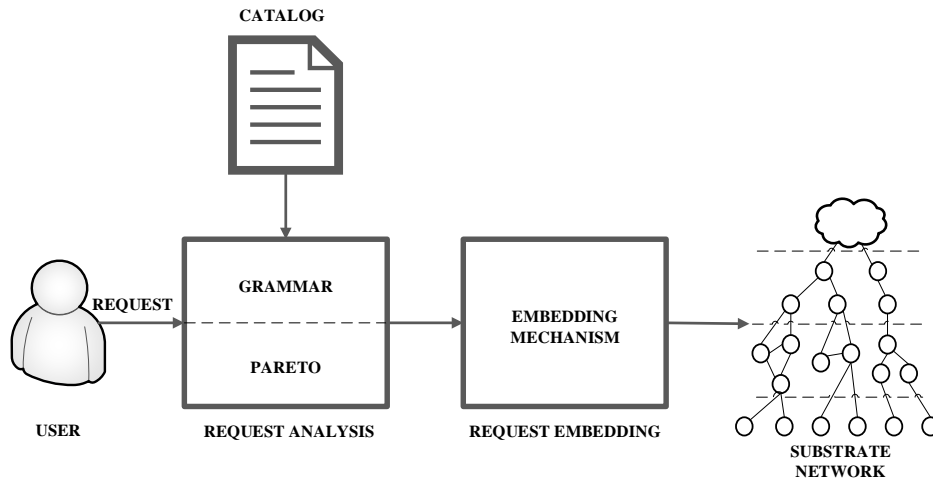 CATALOG
REQUEST
GRAMMAR
PARETO
EMBEDDING
MECHANISM
USER
REQUEST ANALYSIS
REQUEST EMBEDDING
SUBSTRATE
NETWORK